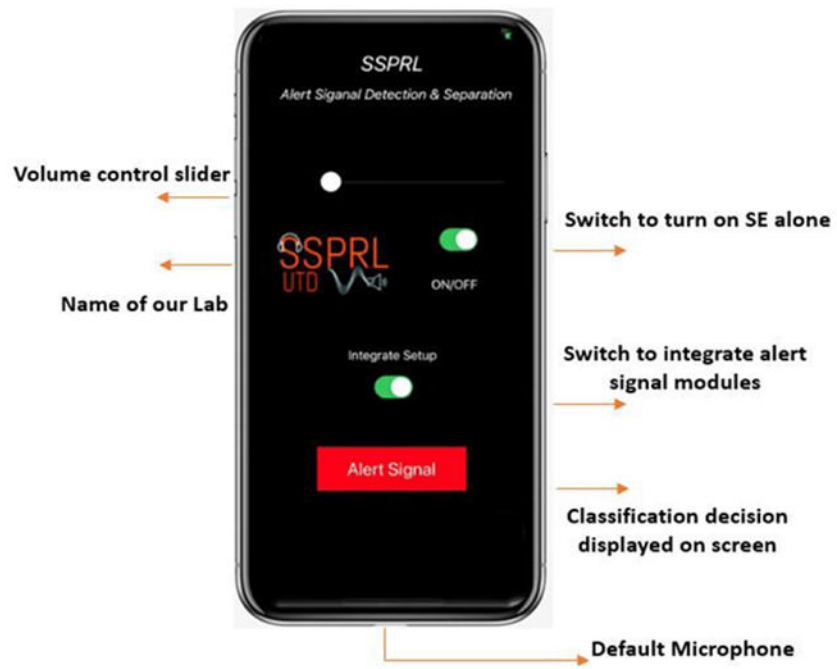 SSPRL
Alert Siganal Detection & Separation
Volume control slider
Switch to turn on SE alone
SSPRL
UTD
ON/OFF
Name of our Lab
Integrate Setup
Switch to integrate alert
signal modules
Alert Signal
Classification decision
displayed on screen
Default Microphone